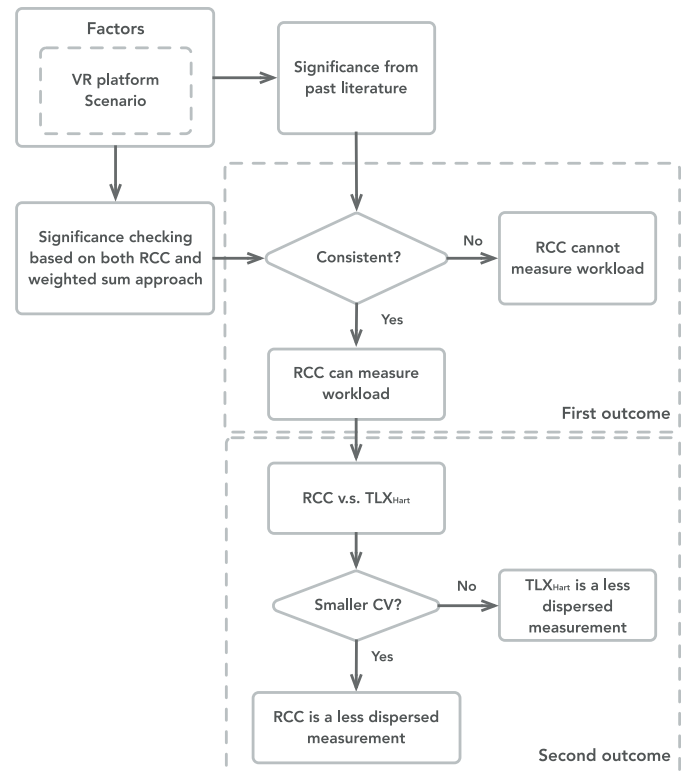 Factors
VR platform
Scenario
Significance from
past literature
Significance checking
based on both RCC and
weighted sum approach
Consistent?
No
RCC cannot
measure workload
Yes
RCC can measure
workload
First outcome
RCC v.s. TLXHart
Smaller CV?
No
TLXHart is a less
dispersed
measurement
Yes
RCC is a less dispersed
measurement
Second outcome